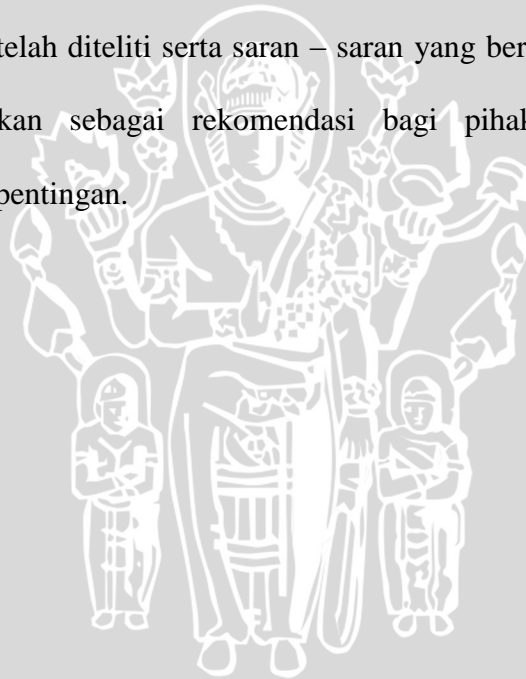 telah diteliti serta saran – saran yang ber
kan sebagai rekomendasi bagi pihak
pentingan.